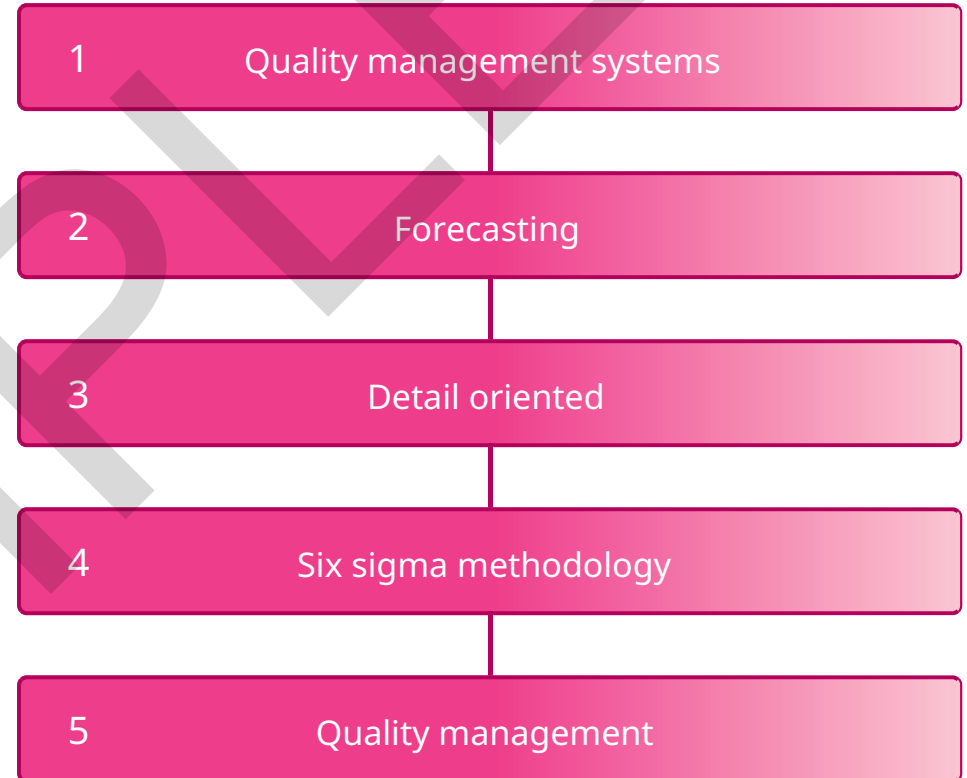 1 Quality management systems
2 Forecasting
3 Detail oriented
4 Six sigma methodology
5 Quality management